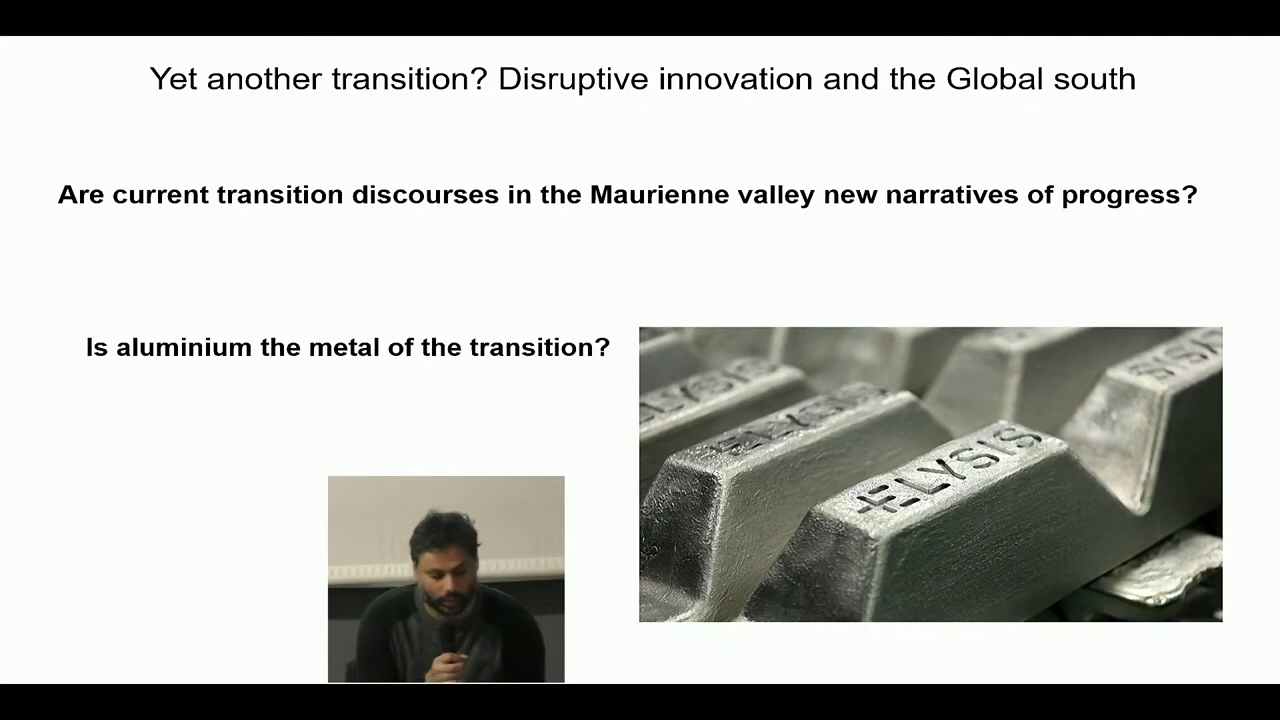 Yet another transition? Disruptive innovation and the Global south
Are current transition discourses in the Maurienne valley new narratives of progress?
Is aluminium the metal of the transition?
ELYSIS
ELYSIS
ELYSIS